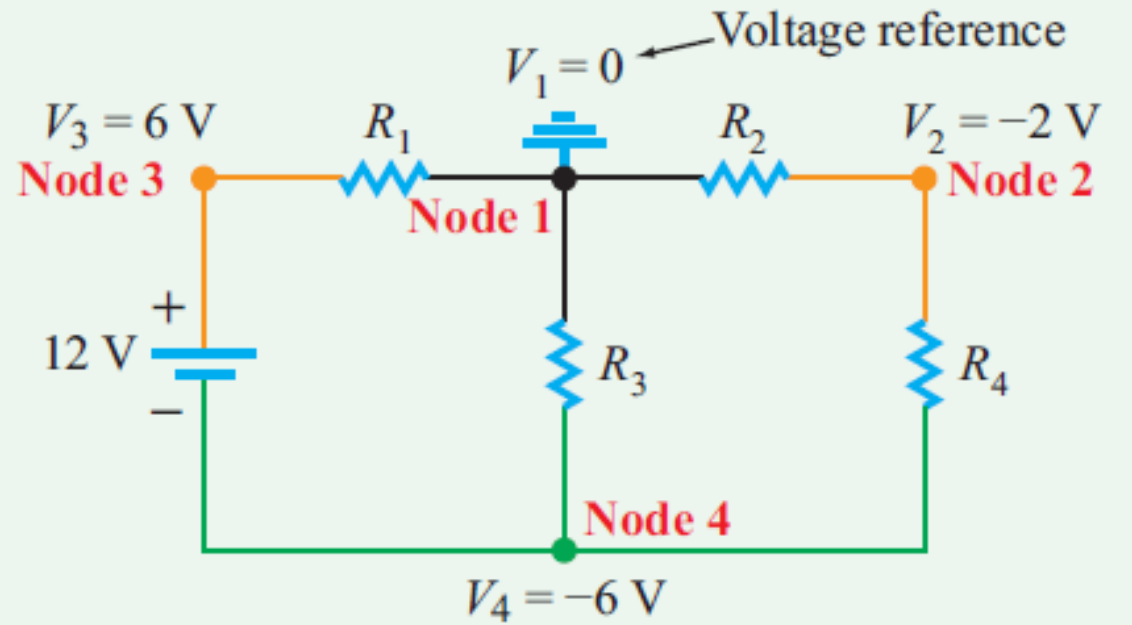 Voltage reference
V₁ = 0
V₃ = 6 V
R₁
R₂
V₂ = −2 V
Node 3
Node 1
Node 2
+
12 V
−
R₃
R₄
Node 4
V₄ = −6 V